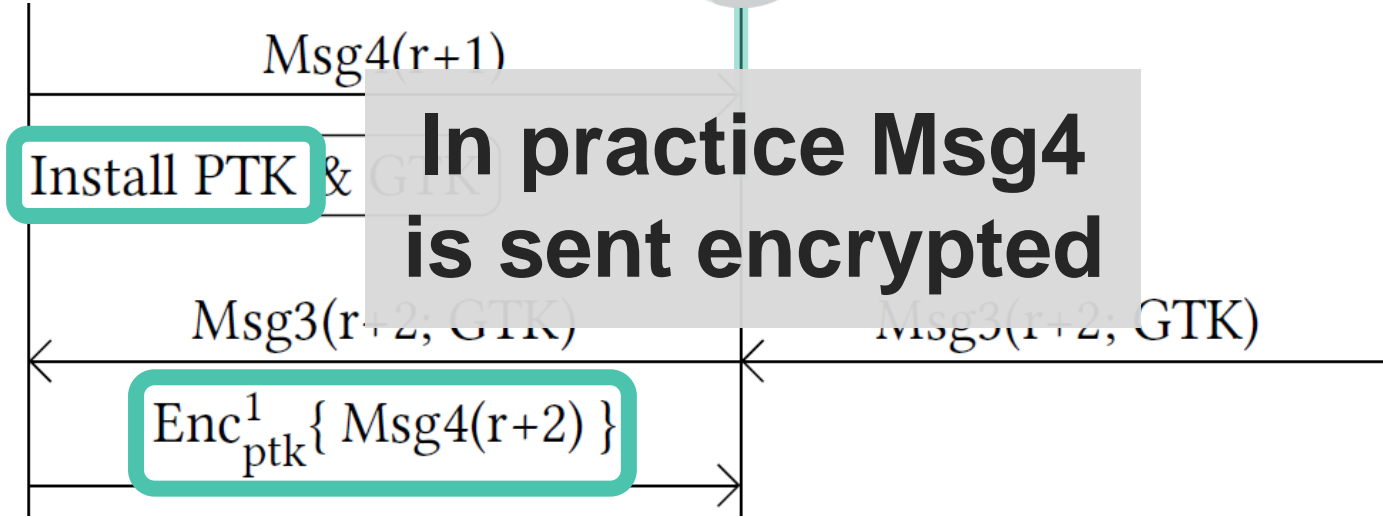 Msg4(r+1)
In practice Msg4
is sent encrypted
Install PTK & GTK
Msg3(r+2; GTK)
Msg3(r+2; GTK)
Enc¹ptk{ Msg4(r+2) }